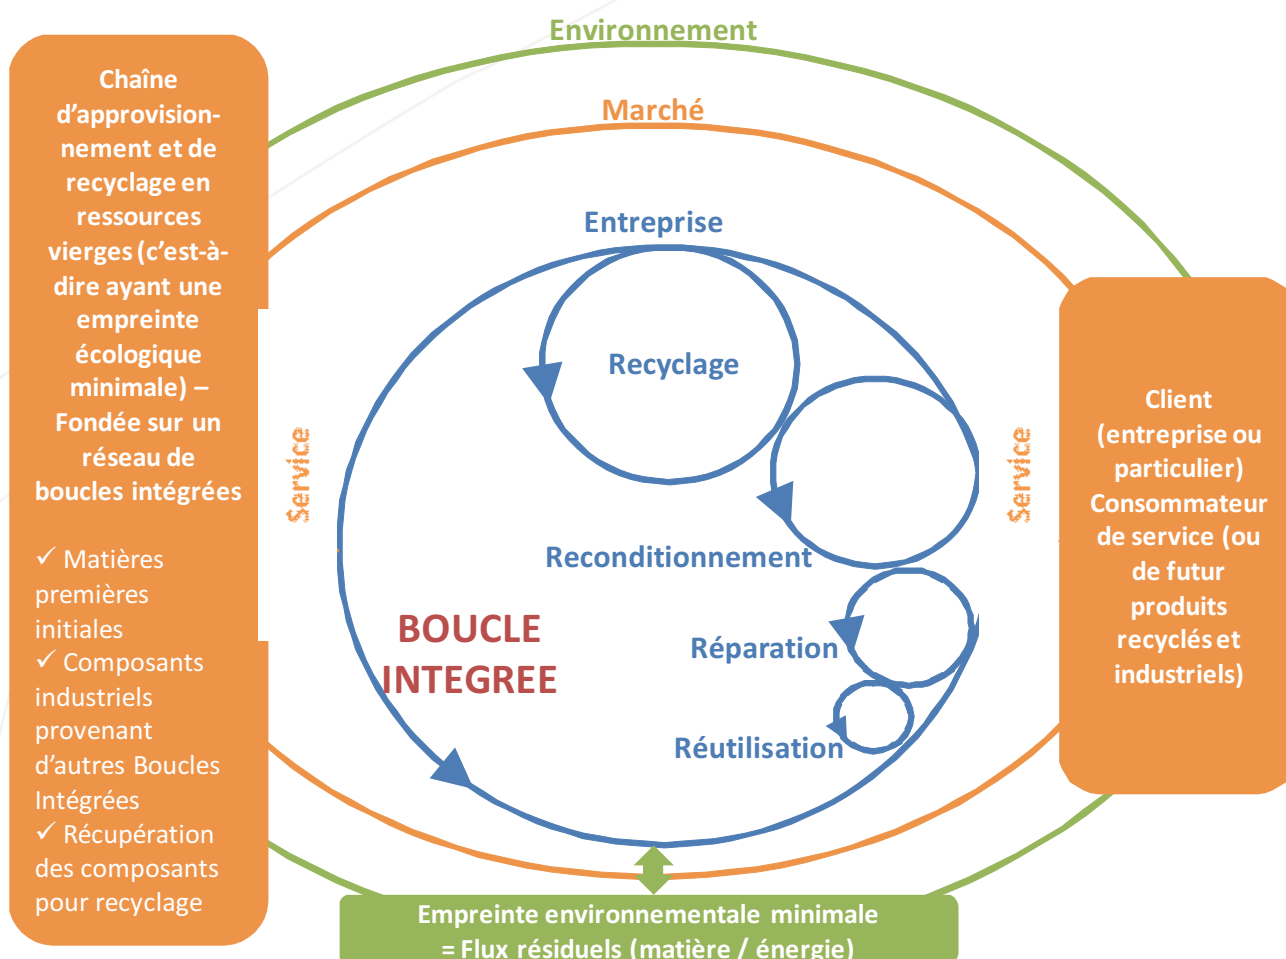 Environnement
Marché
Entreprise
Chaîne
d’approvision-
nement et de
recyclage en
ressources
vierges (c’est-à-
dire ayant une
empreinte
écologique
minimale) –
Fondée sur un
réseau de
boucles intégrées
✓ Matières
premières
initiales
✓ Composants
industriels
provenant
d’autres Boucles
Intégrées
✓ Récupération
des composants
pour recyclage
Service
Recyclage
Reconditionnement
BOUCLE
INTEGREE
Réparation
Réutilisation
Service
Client
(entreprise ou
particulier)
Consommateur
de service (ou
de futur
produits
recyclés et
industriels)
Empreinte environnementale minimale
= Flux résiduels (matière / énergie)